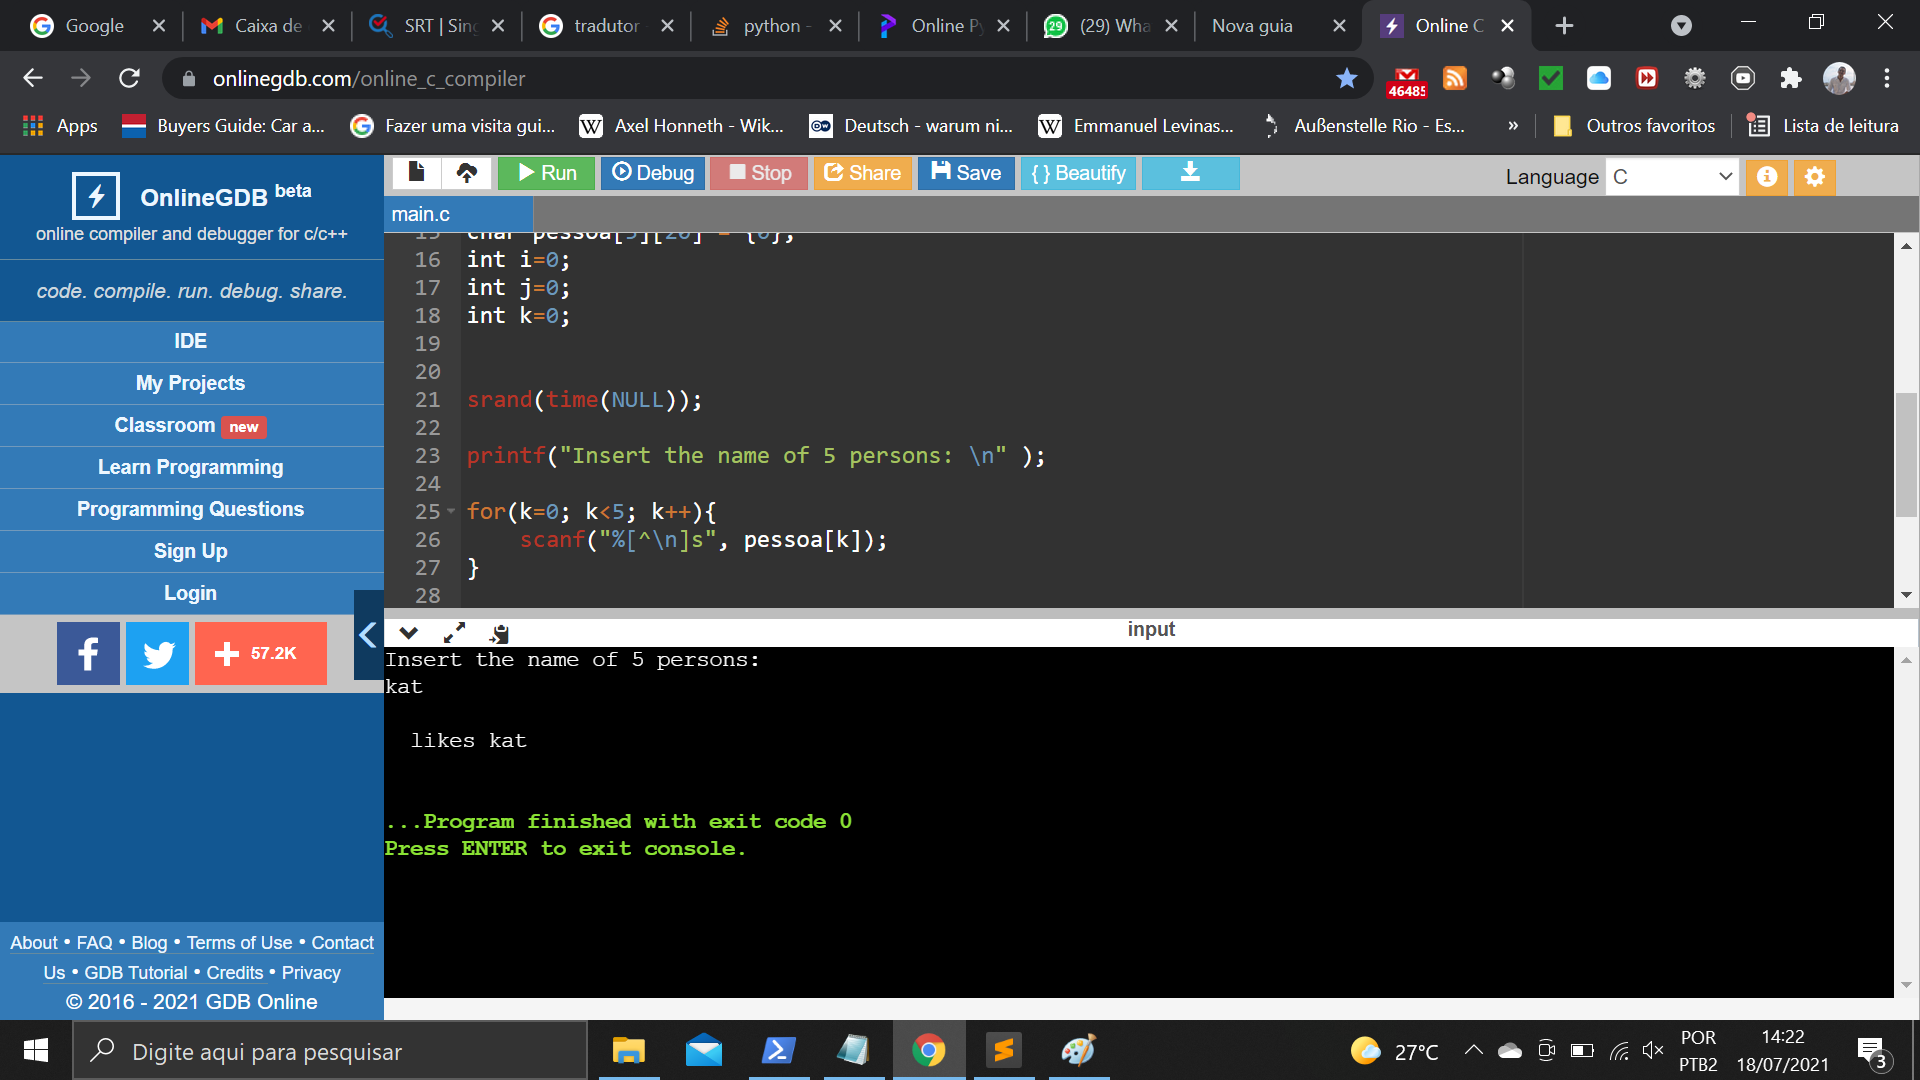 Google
Caixa de
SRT | Sing
tradutor
python -
Online Py
(29) Wha
Nova guia
Online C
onlinegdb.com/online_c_compiler
46485
Apps
Buyers Guide: Car a...
Fazer uma visita gui...
Axel Honneth - Wik...
Deutsch - warum ni...
Emmanuel Levinas...
Außenstelle Rio - Es...
»
Outros favoritos
Lista de leitura
OnlineGDB beta
online compiler and debugger for c/c++
code. compile. run. debug. share.
IDE
My Projects
Classroom new
Learn Programming
Programming Questions
Sign Up
Login
57.2K
About • FAQ • Blog • Terms of Use • Contact
Us • GDB Tutorial • Credits • Privacy
© 2016 - 2021 GDB Online
Run
Debug
Stop
Share
Save
{ } Beautify
Language C
main.c
15 char pessoa[5][20] = {0};
16 int i=0;
17 int j=0;
18 int k=0;
19
20
21 srand(time(NULL));
22
23 printf("Insert the name of 5 persons: \n" );
24
25 for(k=0; k<5; k++){
26 scanf("%[^\n]s", pessoa[k]);
27 }
28
input
Insert the name of 5 persons:
kat
likes kat
...Program finished with exit code 0
Press ENTER to exit console.
Digite aqui para pesquisar
27°C
POR
PTB2
14:22
18/07/2021
3